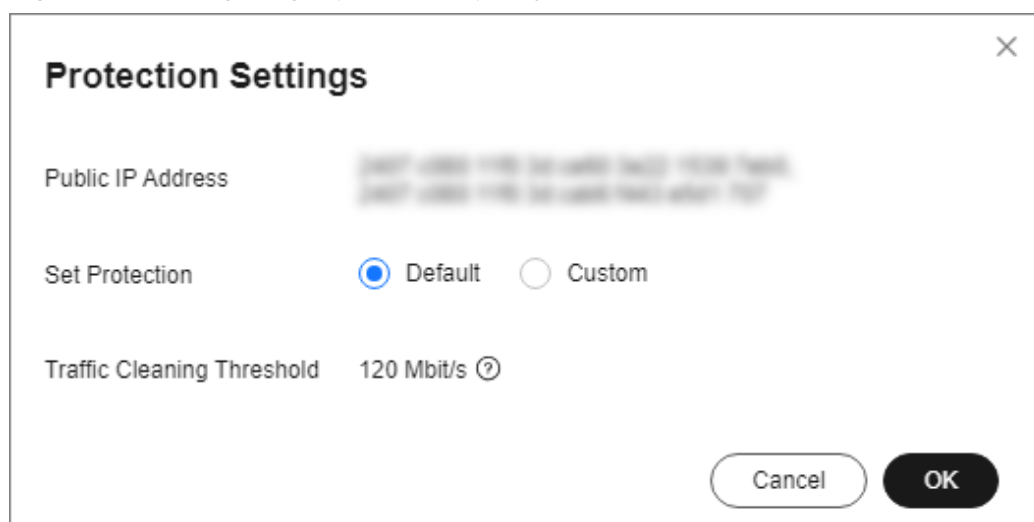 Protection Settings
Public IP Address
Set Protection Default Custom
Traffic Cleaning Threshold 120 Mbit/s ?
Cancel OK